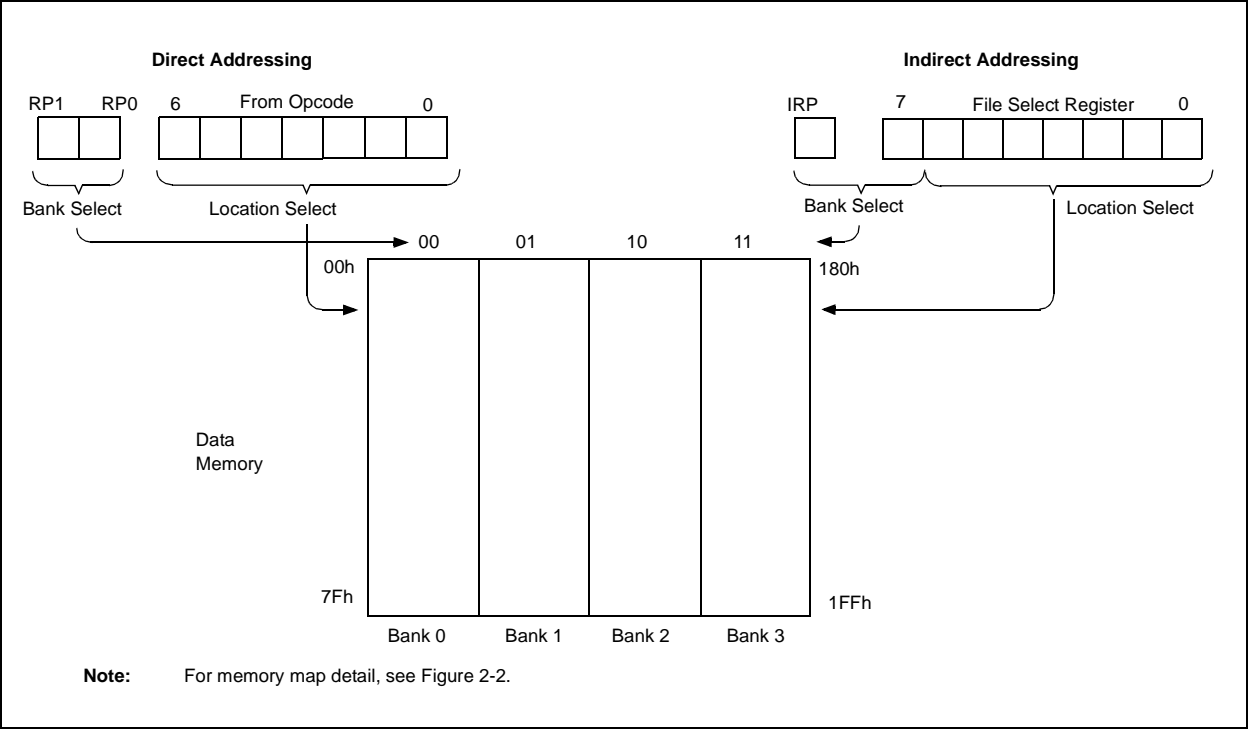 Direct Addressing
Indirect Addressing
RP1 RP0 6 From Opcode 0
IRP 7 File Select Register 0
Bank Select Location Select
Bank Select Location Select
00 01 10 11
00h
180h
Data
Memory
7Fh
1FFh
Bank 0 Bank 1 Bank 2 Bank 3
Note: For memory map detail, see Figure 2-2.